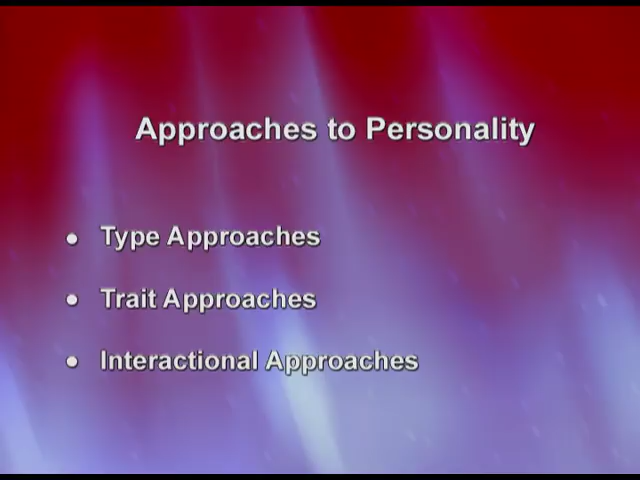 Approaches to Personality
• Type Approaches
• Trait Approaches
• Interactional Approaches